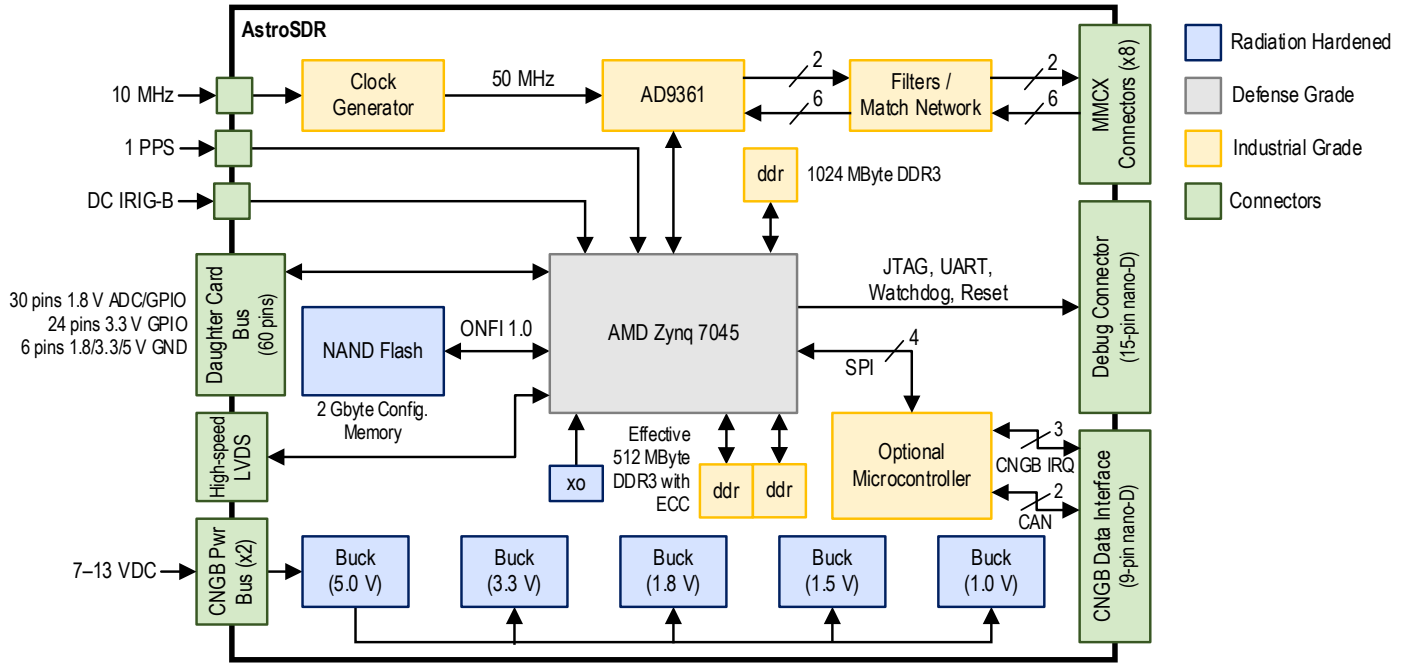 AstroSDR
10 MHz
Clock
Generator
50 MHz
AD9361
2
6
Filters /
Match Network
2
6
MMCX
Connectors (x8)
Radiation Hardened
Defense Grade
Industrial Grade
Connectors
1 PPS
DC IRIG-B
ddr
1024 MByte DDR3
30 pins 1.8 V ADC/GPIO
24 pins 3.3 V GPIO
6 pins 1.8/3.3/5 V GND
Daughter Card
Bus
(60 pins)
NAND Flash
ONFI 1.0
2 Gbyte Config.
Memory
AMD Zynq 7045
JTAG, UART,
Watchdog, Reset
Debug Connector
(15-pin nano-D)
4
SPI
High-speed
LVDS
xo
Effective
512 MByte
DDR3 with
ECC
ddr
ddr
Optional
Microcontroller
3
CNGB IRQ
2
CAN
CNGB Data Interface
(9-pin nano-D)
7–13 VDC
CNGB Pwr
Bus (x2)
Buck
(5.0 V)
Buck
(3.3 V)
Buck
(1.8 V)
Buck
(1.5 V)
Buck
(1.0 V)